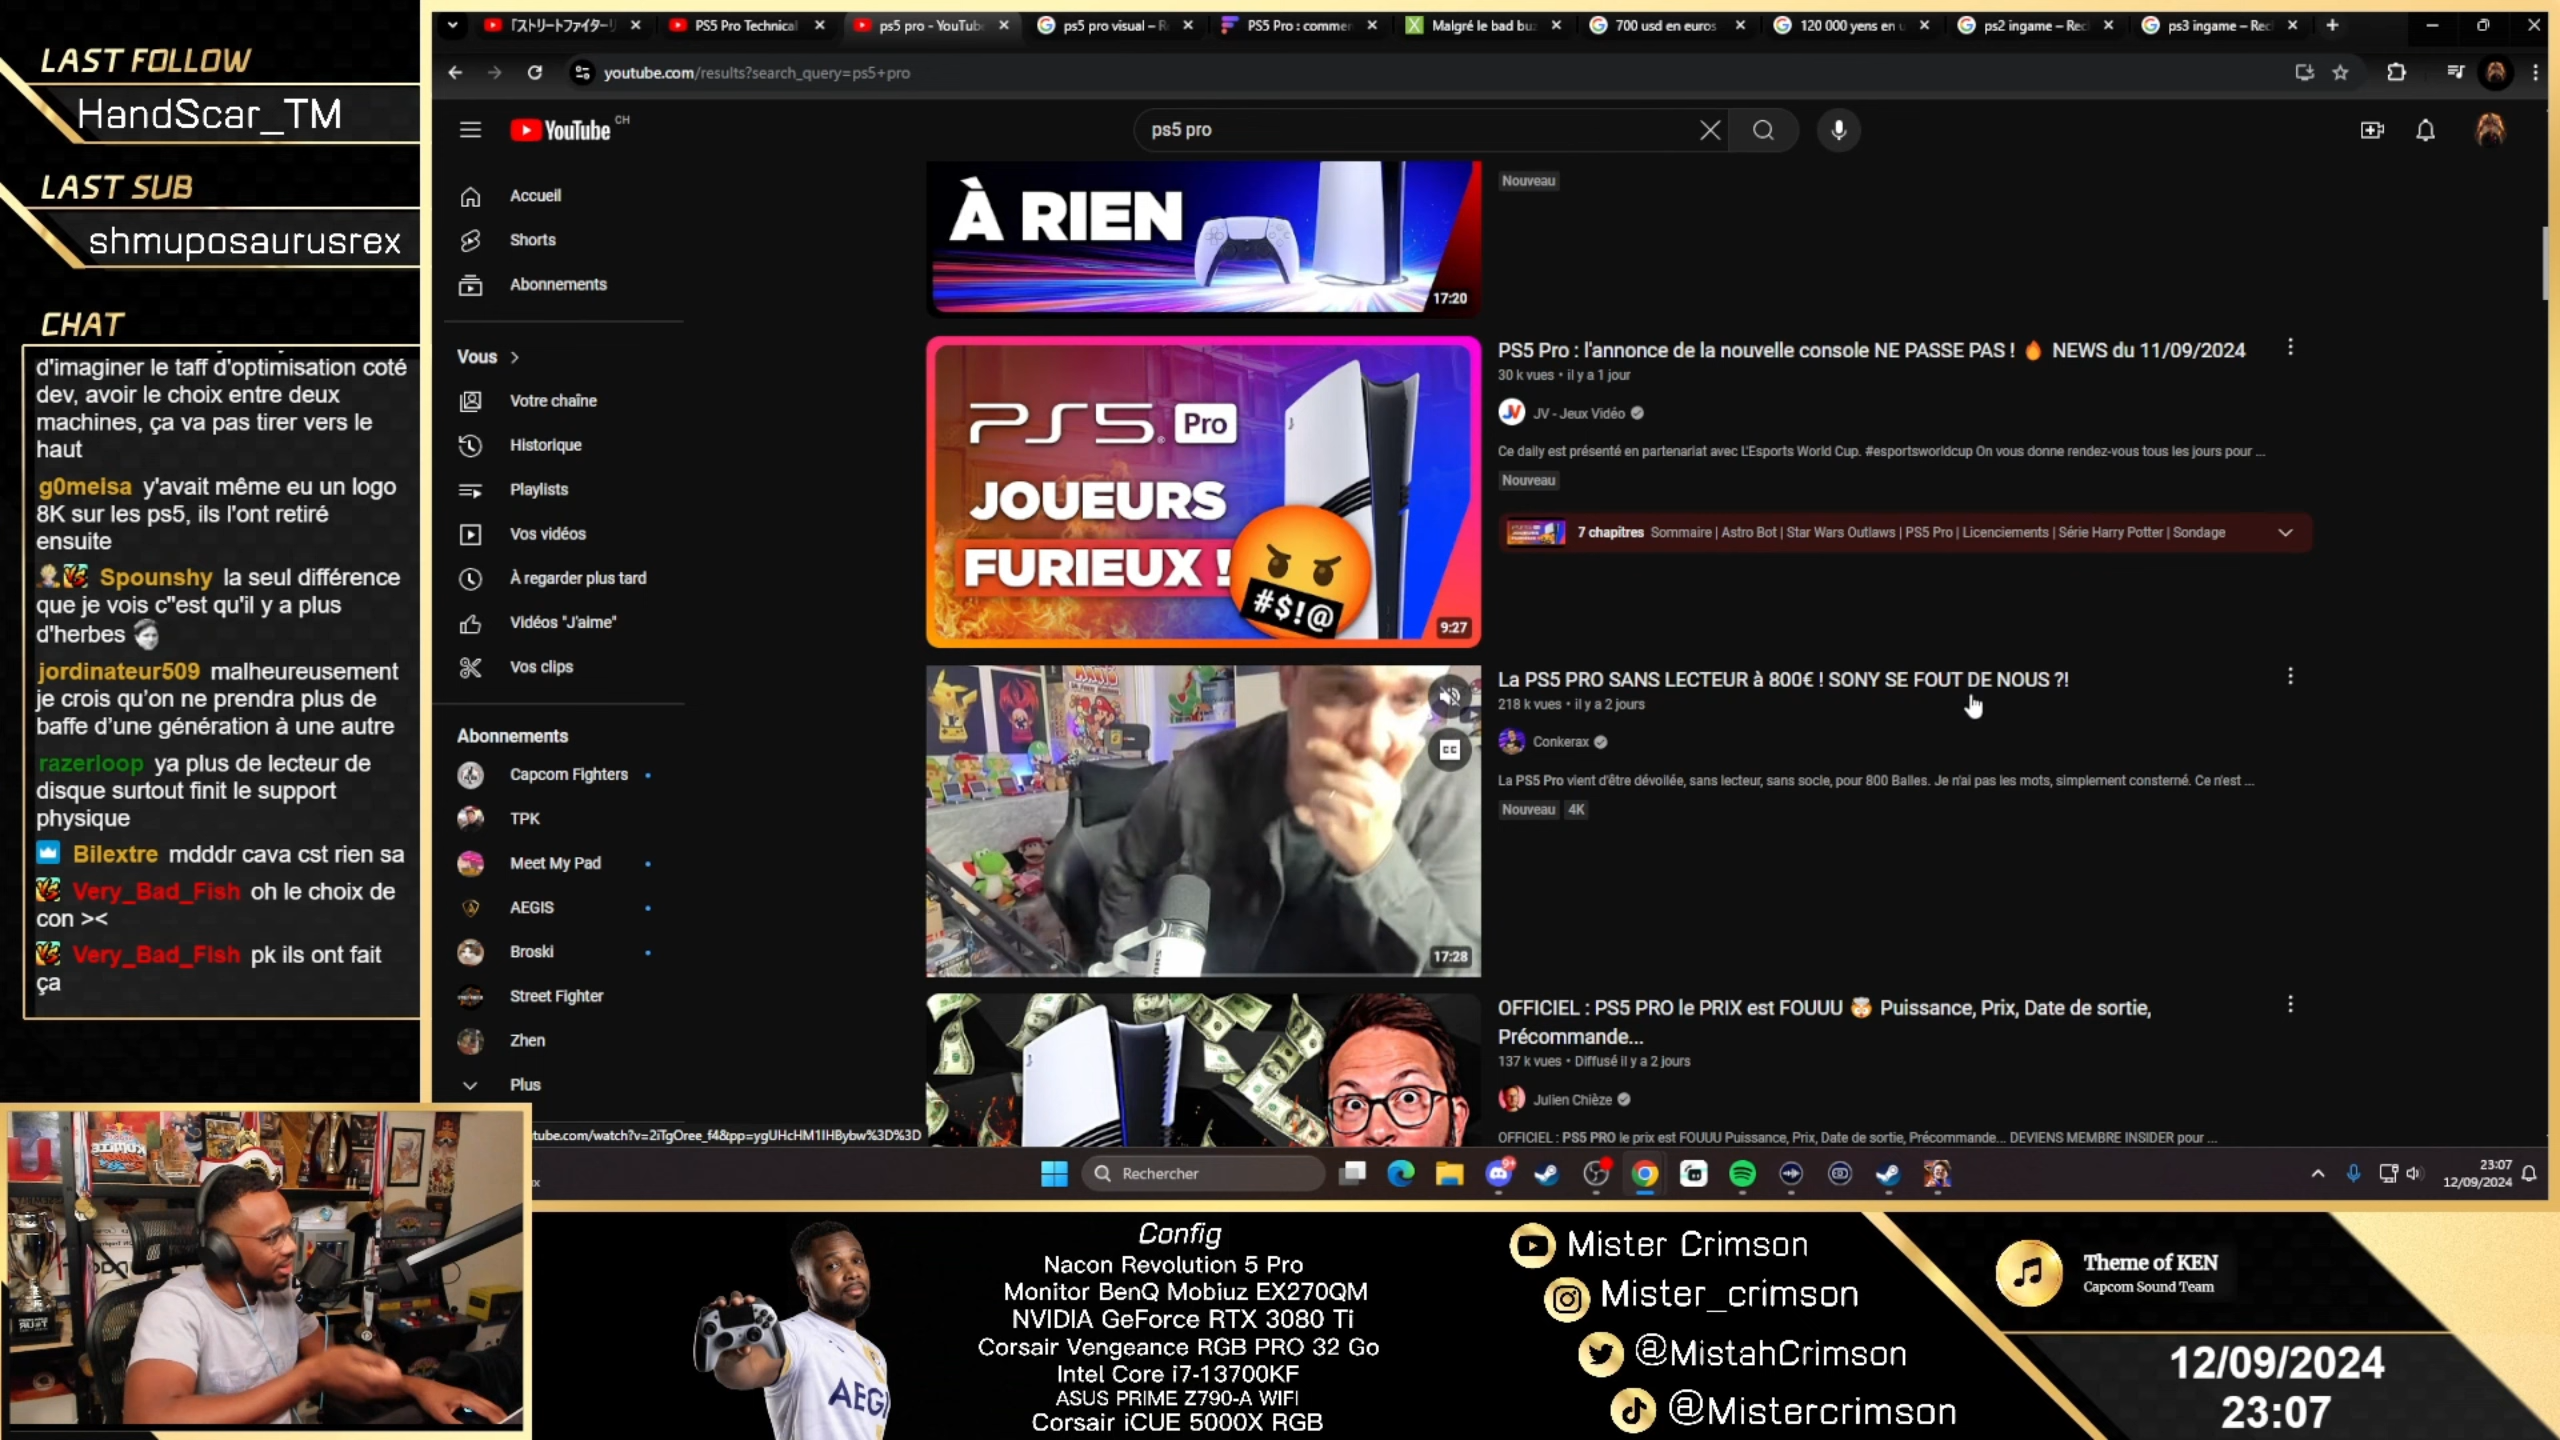 LAST FOLLOW
HandScar_TM
LAST SUB
shmuposaurusrex
CHAT
d'imaginer le taff d'optimisation coté
dev, avoir le choix entre deux
machines, ça va pas tirer vers le
haut
g0meisa y'avait même eu un logo
8K sur les ps5, ils l'ont retiré
ensuite
Spounshy la seul différence
que je vois c"est qu'il y a plus
d'herbes
jordinateur509 malheureusement
je crois qu'on ne prendra plus de
baffe d'une génération à une autre
razerloop ya plus de lecteur de
disque surtout finit le support
physique
Bilextre mdddr cava cst rien sa
Very_Bad_Fish oh le choix de
con ><
Very_Bad_Fish pk ils ont fait
ça
PS5 Pro Technical
ps5 pro - YouTube
ps5 pro visual – R
PS5 Pro : commen
Malgré le bad bu
700 usd en euros
120 000 yens en
ps2 ingame – Rec
ps3 ingame – Rec
youtube.com/results?search_query=ps5+pro
YouTube CH
ps5 pro
Accueil
Shorts
Abonnements
Vous
Votre chaîne
Historique
Playlists
Vos vidéos
À regarder plus tard
Vidéos "J'aime"
Vos clips
Abonnements
Capcom Fighters
TPK
Meet My Pad
AEGIS
Broski
Street Fighter
Zhen
Plus
À RIEN
17:20
Nouveau
PS5 Pro
JOUEURS
FURIEUX !
#$!@
9:27
PS5 Pro : l'annonce de la nouvelle console NE PASSE PAS ! 🔥 NEWS du 11/09/2024
30 k vues • il y a 1 jour
JV - Jeux Vidéo
Ce daily est présenté en partenariat avec L'Esports World Cup. #esportsworldcup On vous donne rendez-vous tous les jours pour ...
Nouveau
7 chapitres Sommaire | Astro Bot | Star Wars Outlaws | PS5 Pro | Licenciements | Série Harry Potter | Sondage
CC
17:28
La PS5 PRO SANS LECTEUR à 800€ ! SONY SE FOUT DE NOUS ?!
218 k vues • il y a 2 jours
Conkerax
La PS5 Pro vient d'être dévoilée, sans lecteur, sans socle, pour 800 Balles. Je n'ai pas les mots, simplement consterné. Ce n'est ...
Nouveau 4K
OFFICIEL : PS5 PRO le PRIX est FOUUU 🤯 Puissance, Prix, Date de sortie,
Précommande...
137 k vues • Diffusé il y a 2 jours
Julien Chièze
OFFICIEL : PS5 PRO le prix est FOUUU Puissance, Prix, Date de sortie, Précommande... DEVIENS MEMBRE INSIDER pour ...
tube.com/watch?v=2iTgOree_f4&pp=ygUHcHM1IHBybw%3D%3D
Rechercher
23:07
12/09/2024
Config
Nacon Revolution 5 Pro
Monitor BenQ Mobiuz EX270QM
NVIDIA GeForce RTX 3080 Ti
Corsair Vengeance RGB PRO 32 Go
Intel Core i7-13700KF
ASUS PRIME Z790-A WIFI
Corsair iCUE 5000X RGB
AEGI
Mister Crimson
Mister_crimson
@MistahCrimson
@Mistercrimson
Theme of KEN
Capcom Sound Team
12/09/2024
23:07